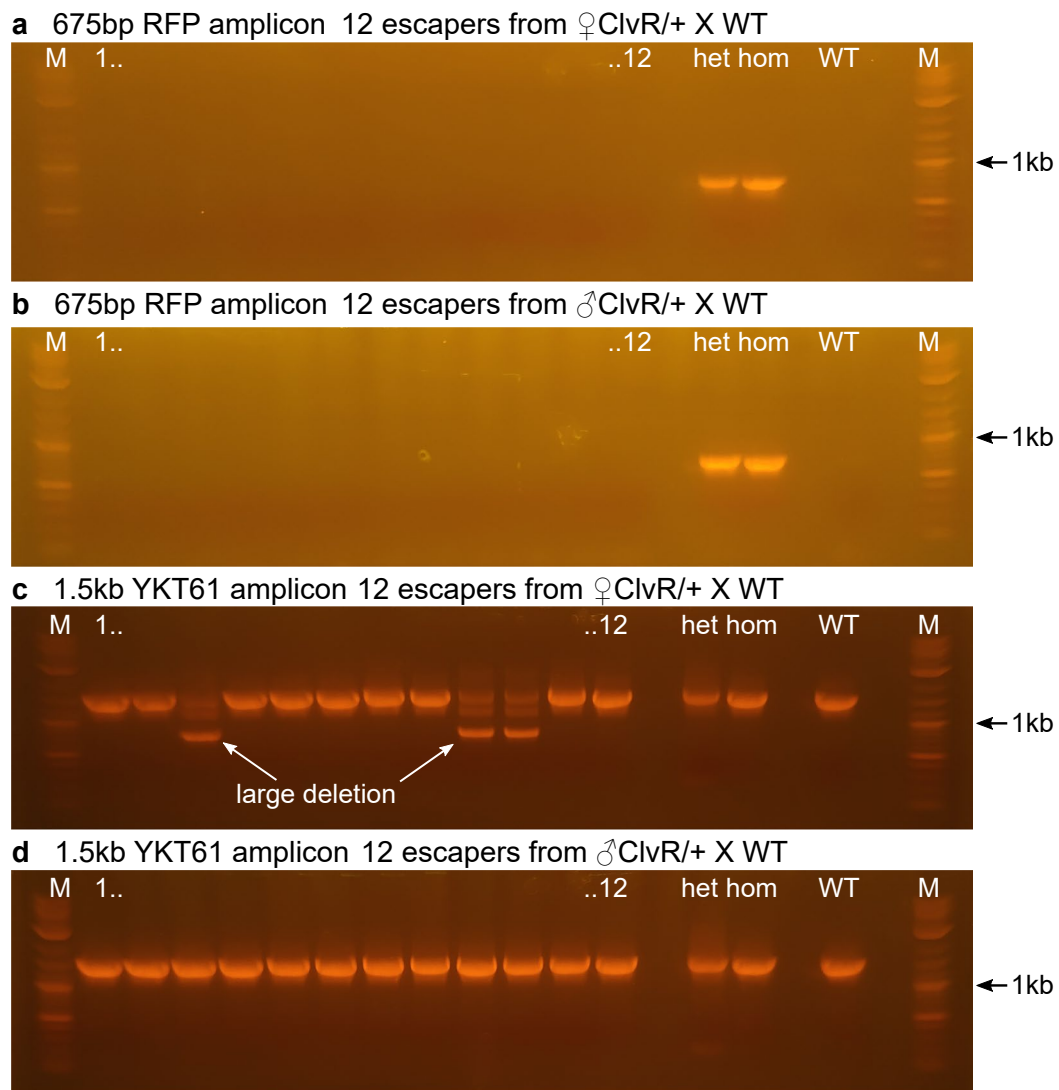 a 675bp RFP amplicon 12 escapers from ♀ClvR/+ X WT
M 1.. ..12 het hom WT M
1kb
b 675bp RFP amplicon 12 escapers from ♂ClvR/+ X WT
M 1.. ..12 het hom WT M
1kb
c 1.5kb YKT61 amplicon 12 escapers from ♀ClvR/+ X WT
M 1.. ..12 het hom WT M
1kb
large deletion
d 1.5kb YKT61 amplicon 12 escapers from ♂ClvR/+ X WT
M 1.. ..12 het hom WT M
1kb